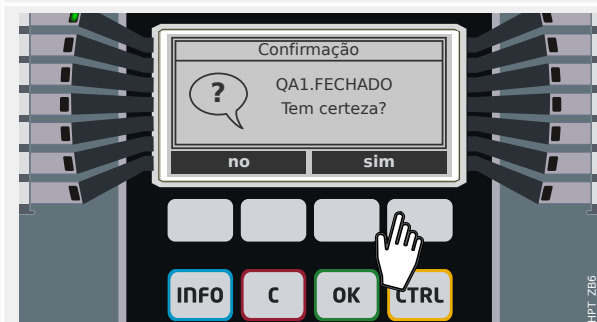 Confirmação
?
QA1.FECHADO
Tem certeza?
no sim
INFO C OK CTRL
HPT_ZB6